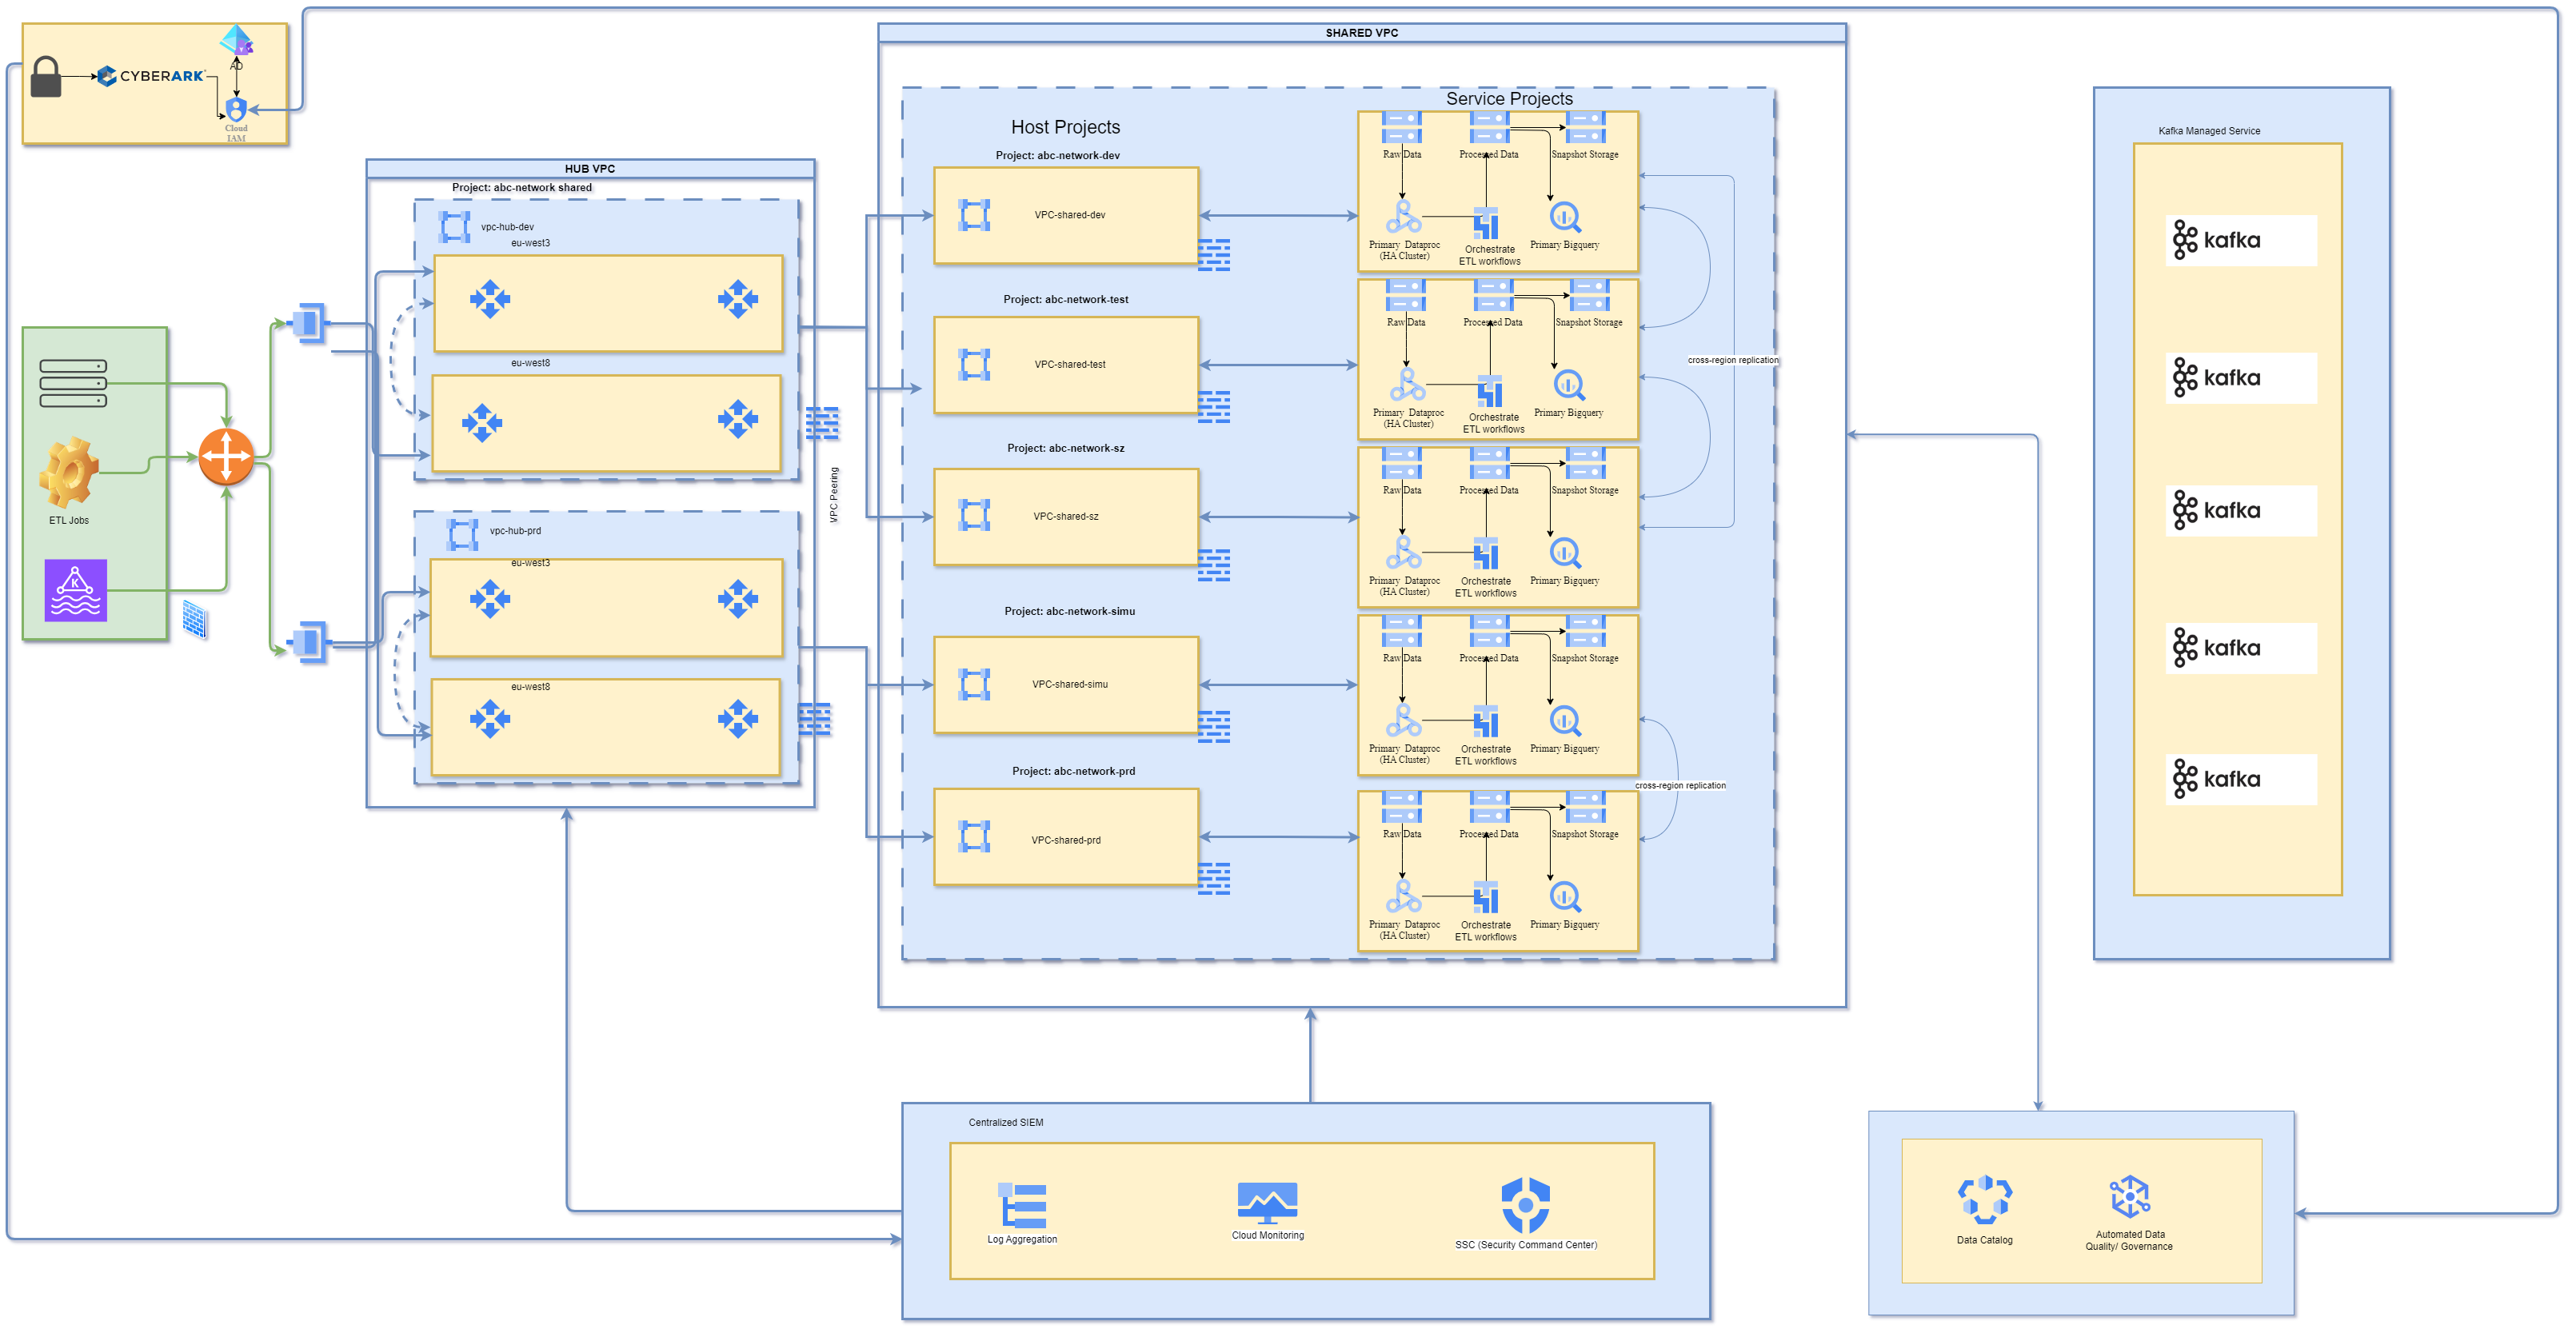 AD
CYBERARK
Cloud
IAM
ETL Jobs
K
HUB VPC
Project: abc-network shared
vpc-hub-dev
eu-west3
eu-west8
vpc-hub-prd
eu-west3
eu-west8
VPC Peering
SHARED VPC
Host Projects
Service Projects
Project: abc-network-dev
VPC-shared-dev
Project: abc-network-test
VPC-shared-test
Project: abc-network-sz
VPC-shared-sz
Project: abc-network-simu
VPC-shared-simu
Project: abc-network-prd
VPC-shared-prd
Raw Data
Processed Data
Snapshot Storage
Primary Dataproc
(HA Cluster)
Orchestrate
ETL workflows
Primary Bigquery
Raw Data
Processed Data
Snapshot Storage
Primary Dataproc
(HA Cluster)
Orchestrate
ETL workflows
Primary Bigquery
Raw Data
Processed Data
Snapshot Storage
Primary Dataproc
(HA Cluster)
Orchestrate
ETL workflows
Primary Bigquery
Raw Data
Processed Data
Snapshot Storage
Primary Dataproc
(HA Cluster)
Orchestrate
ETL workflows
Primary Bigquery
Raw Data
Processed Data
Snapshot Storage
Primary Dataproc
(HA Cluster)
Orchestrate
ETL workflows
Primary Bigquery
cross-region replication
cross-region replication
Kafka Managed Service
kafka
kafka
kafka
kafka
kafka
Centralized SIEM
Log Aggregation
Cloud Monitoring
SSC (Security Command Center)
Data Catalog
Automated Data
Quality/ Governance